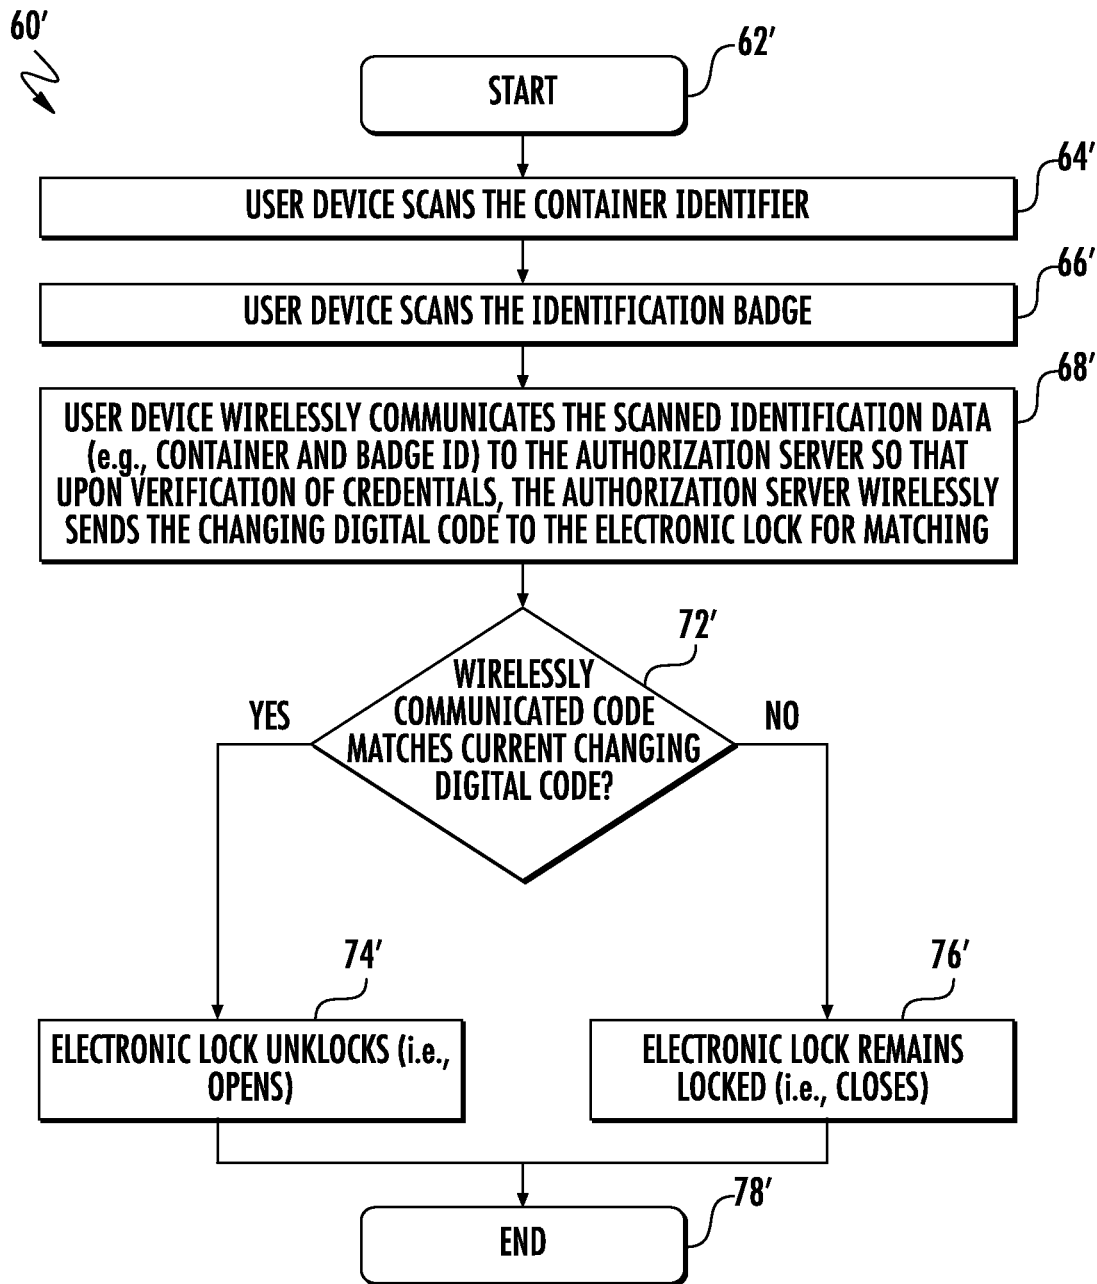 60'
62'
START
64'
USER DEVICE SCANS THE CONTAINER IDENTIFIER
66'
USER DEVICE SCANS THE IDENTIFICATION BADGE
68'
USER DEVICE WIRELESSLY COMMUNICATES THE SCANNED IDENTIFICATION DATA
(e.g., CONTAINER AND BADGE ID) TO THE AUTHORIZATION SERVER SO THAT
UPON VERIFICATION OF CREDENTIALS, THE AUTHORIZATION SERVER WIRELESSLY
SENDS THE CHANGING DIGITAL CODE TO THE ELECTRONIC LOCK FOR MATCHING
72'
WIRELESSLY
COMMUNICATED CODE
MATCHES CURRENT CHANGING
DIGITAL CODE?
YES
NO
74'
ELECTRONIC LOCK UNKLOCKS (i.e.,
OPENS)
76'
ELECTRONIC LOCK REMAINS
LOCKED (i.e., CLOSES)
78'
END